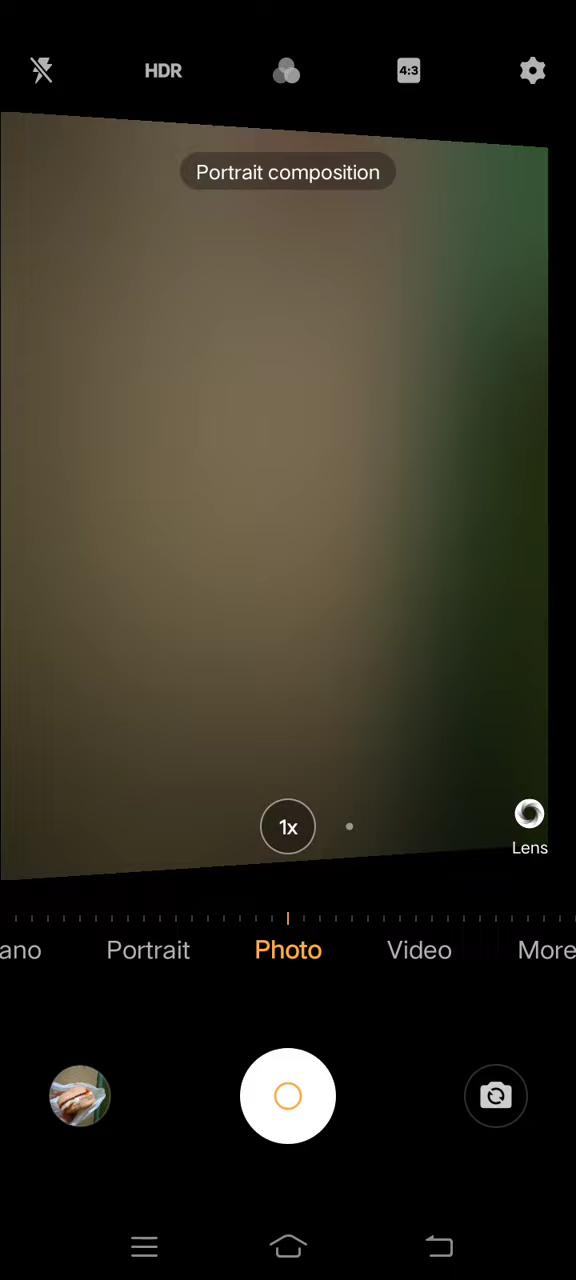 HDR
4:3
Portrait composition
1x
Lens
ano Portrait Photo Video More